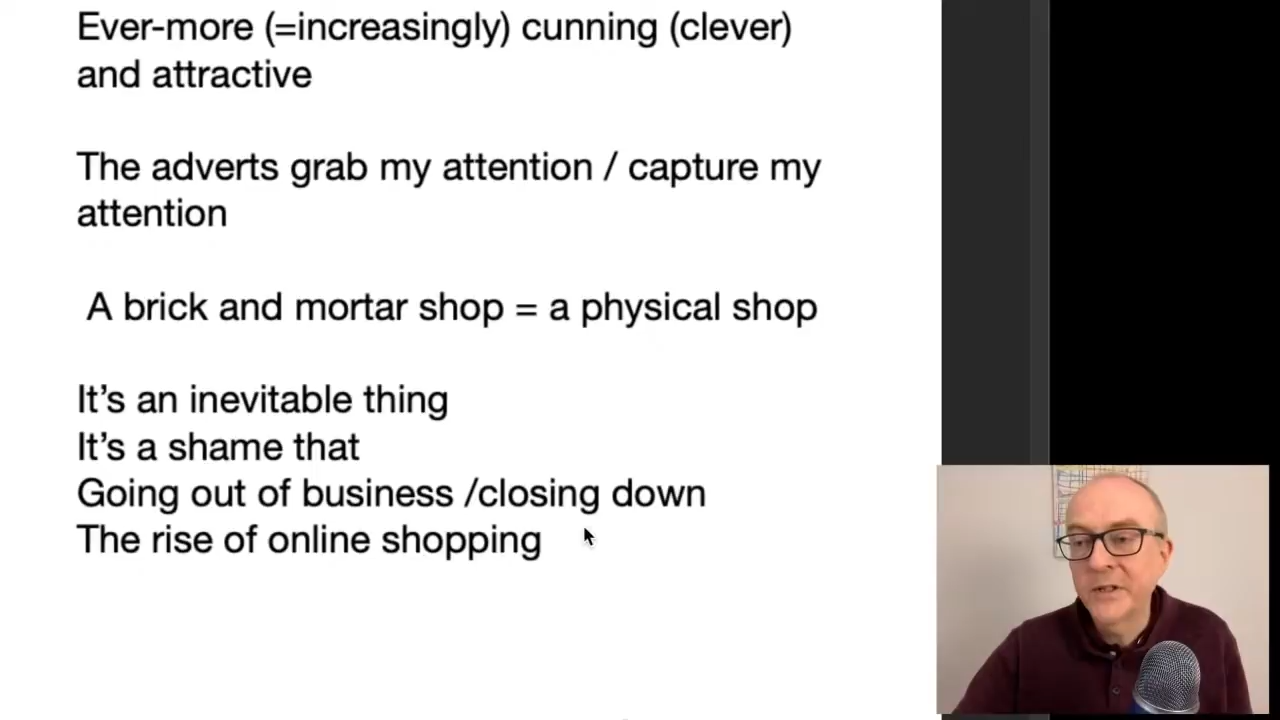 Ever-more (=increasingly) cunning (clever)
and attractive
The adverts grab my attention / capture my
attention
A brick and mortar shop = a physical shop
It’s an inevitable thing
It’s a shame that
Going out of business /closing down
The rise of online shopping